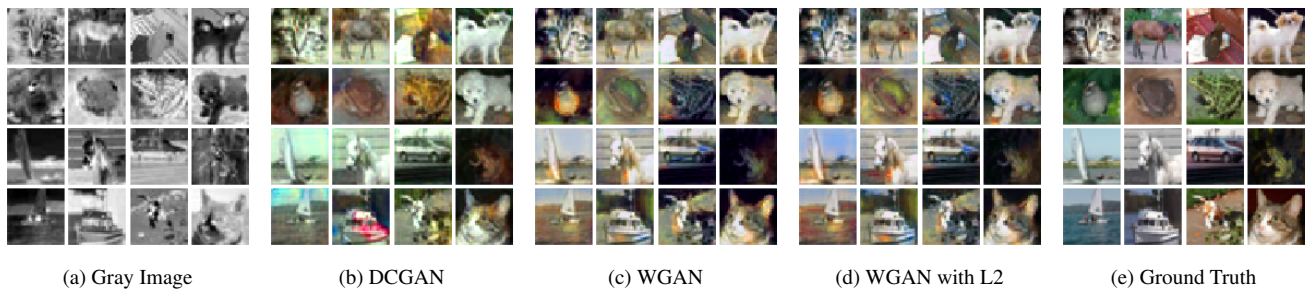 (a) Gray Image
(b) DCGAN
(c) WGAN
(d) WGAN with L2
(e) Ground Truth